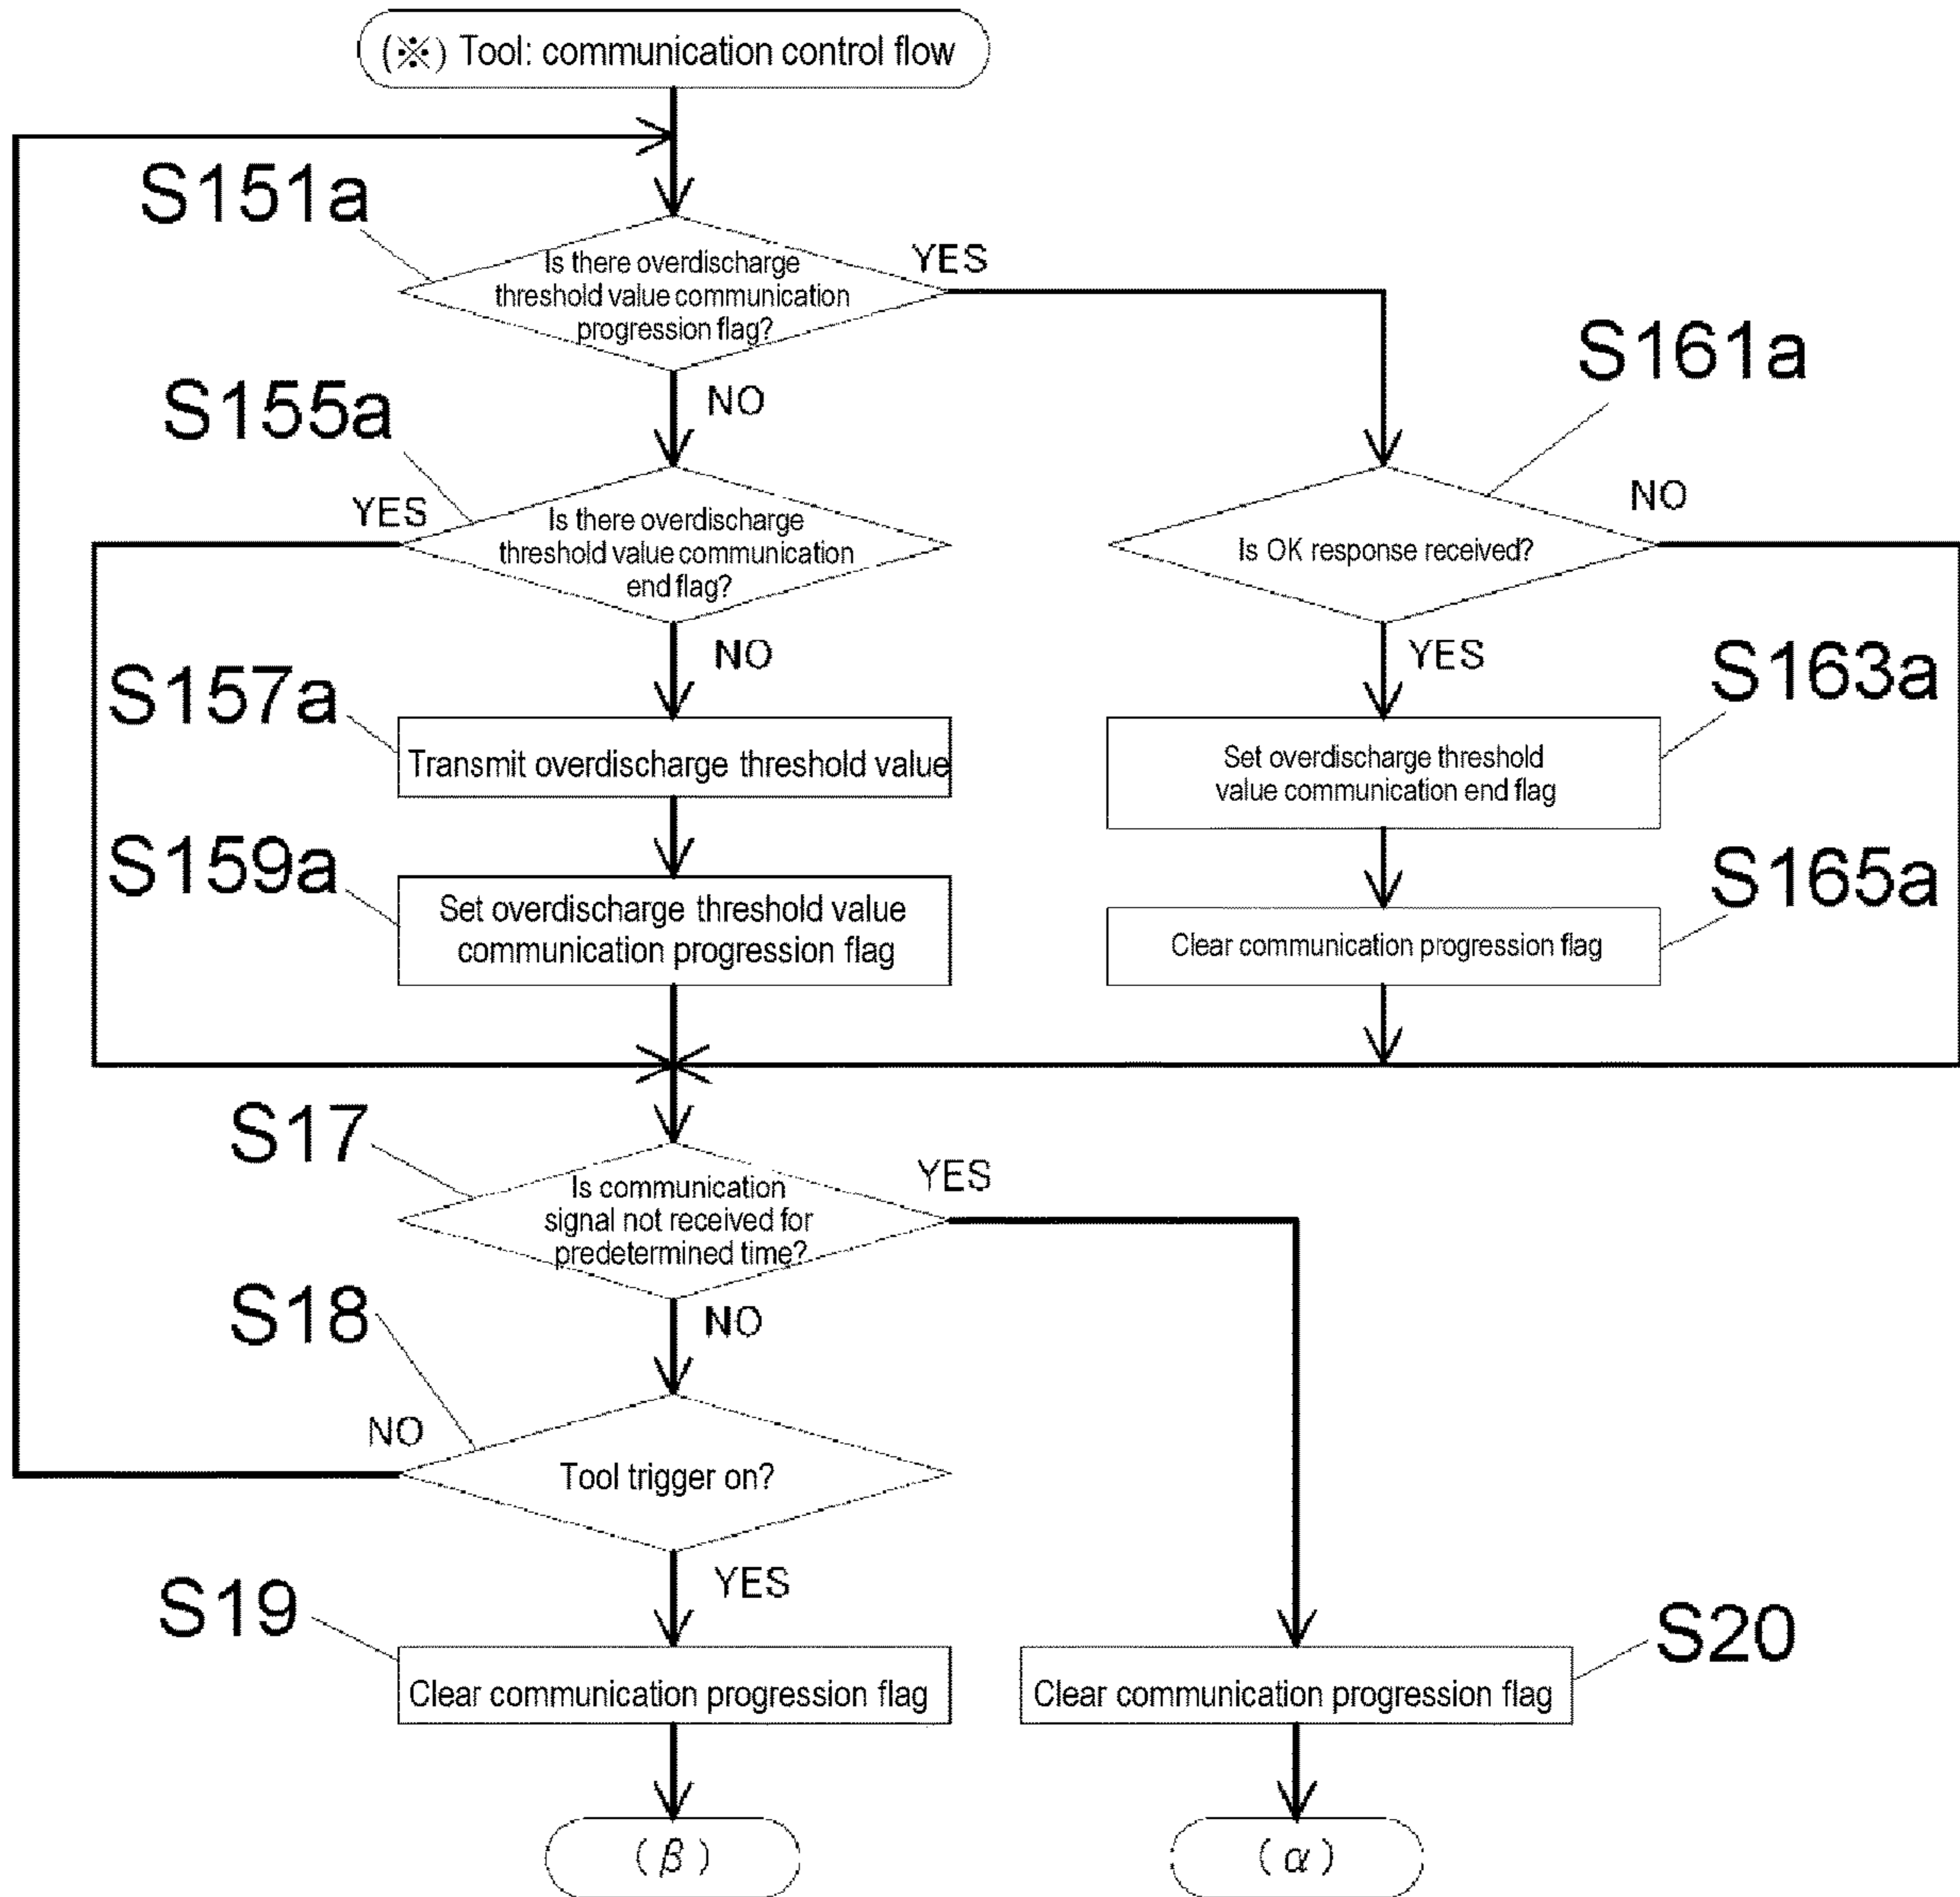 (※) Tool: communication control flow
S151a
Is there overdischarge
threshold value communication
progression flag?
YES
NO
S155a
YES
Is there overdischarge
threshold value communication
end flag?
NO
S161a
NO
Is OK response received?
YES
S157a
Transmit overdischarge threshold value
S163a
Set overdischarge threshold
value communication end flag
S159a
Set overdischarge threshold value
communication progression flag
S165a
Clear communication progression flag
S17
Is communication
signal not received for
predetermined time?
YES
NO
S18
NO
Tool trigger on?
YES
S19
Clear communication progression flag
S20
Clear communication progression flag
(β)
(α)